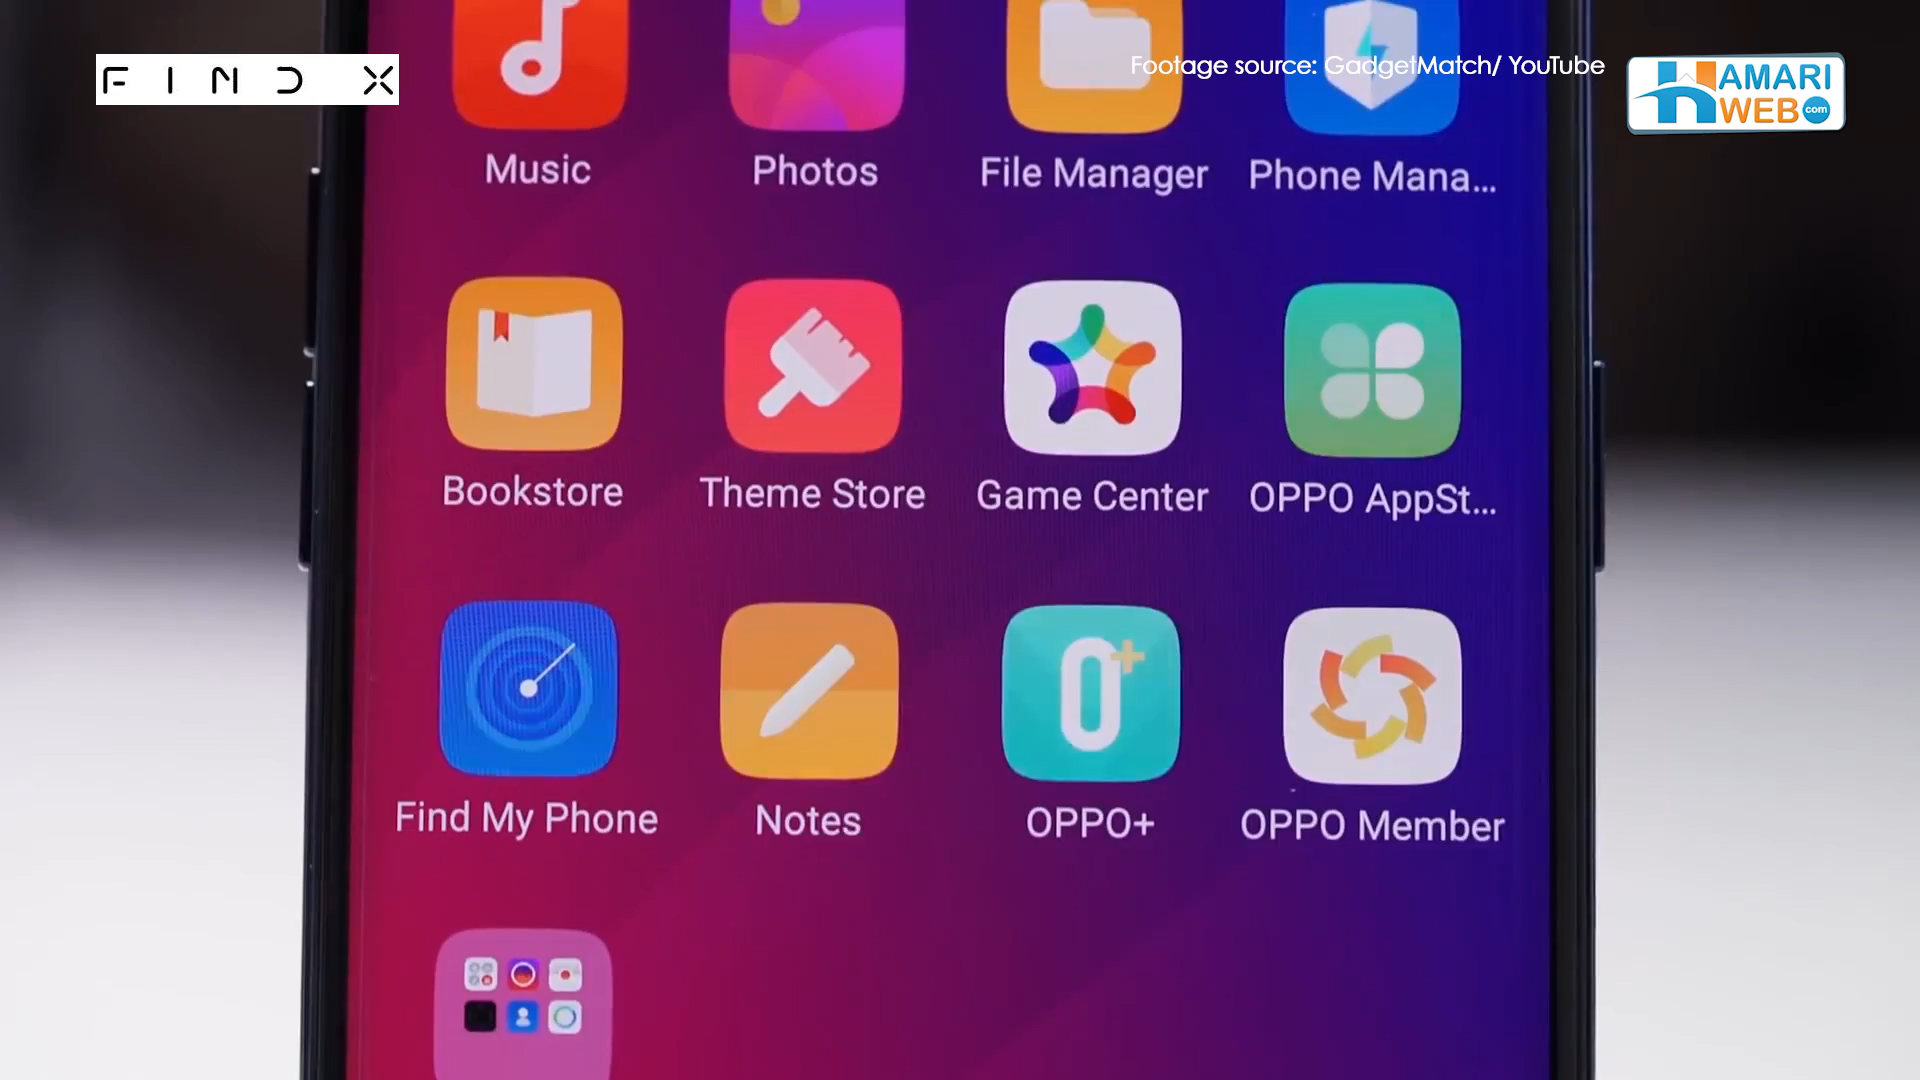 FIND X
Footage source: GadgetMatch/ YouTube
HAMARI
WEB.com
Music
Photos
File Manager
Phone Mana...
Bookstore
Theme Store
Game Center
OPPO AppSt...
Find My Phone
Notes
OPPO+
OPPO Member